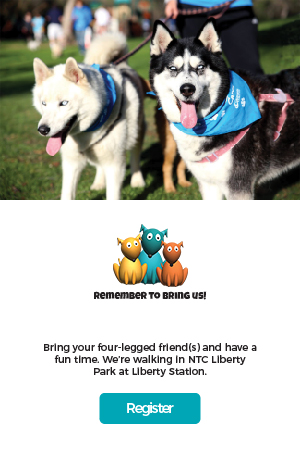 Remember to bring us!
Bring your four-legged friend(s) and have a
fun time. We're walking in NTC Liberty
Park at Liberty Station.
Register